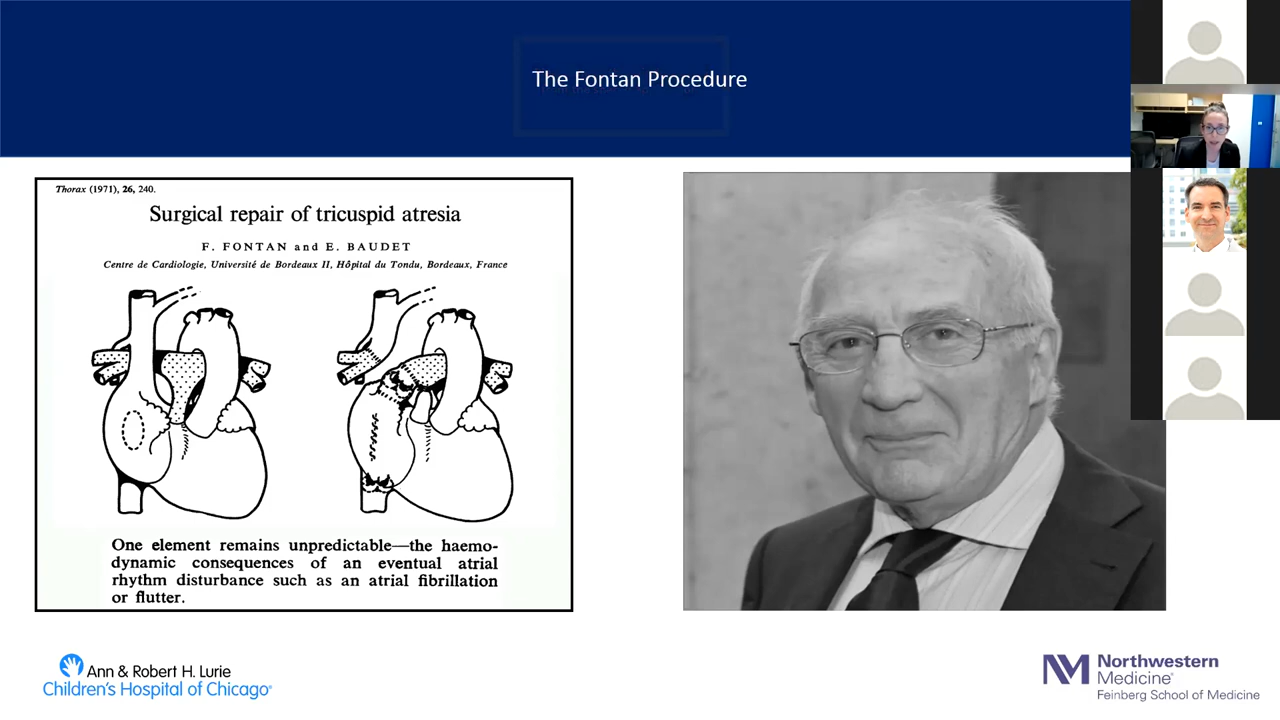 The Fontan Procedure
Thorax (1971), 26, 240.
Surgical repair of tricuspid atresia
F. FONTAN and E. BAUDET
Centre de Cardiologie, Université de Bordeaux II, Hôpital du Tondu, Bordeaux, France
One element remains unpredictable—the haemo-
dynamic consequences of an eventual atrial
rhythm disturbance such as an atrial fibrillation
or flutter.
Ann & Robert H. Lurie
Children's Hospital of Chicago®
NM Northwestern
Medicine®
Feinberg School of Medicine